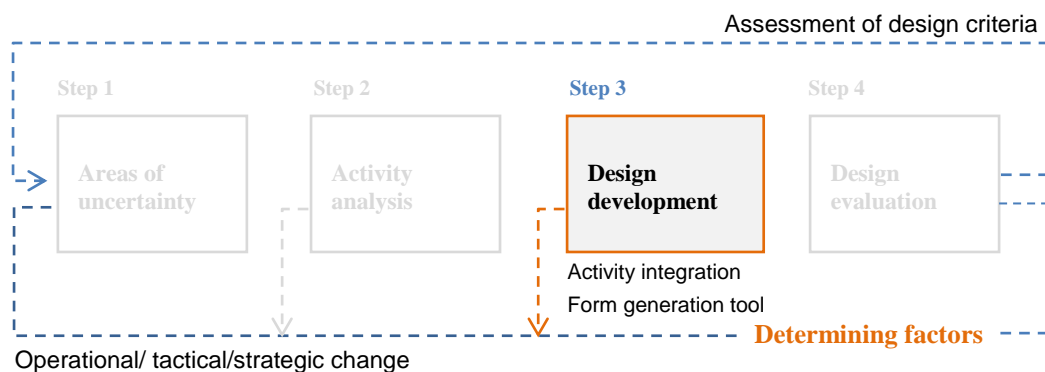 Assessment of design criteria
Step 1
Step 2
Step 3
Step 4
Areas of
uncertainty
Activity
analysis
Design
development
Design
evaluation
Activity integration
Form generation tool
Determining factors
Operational/ tactical/strategic change